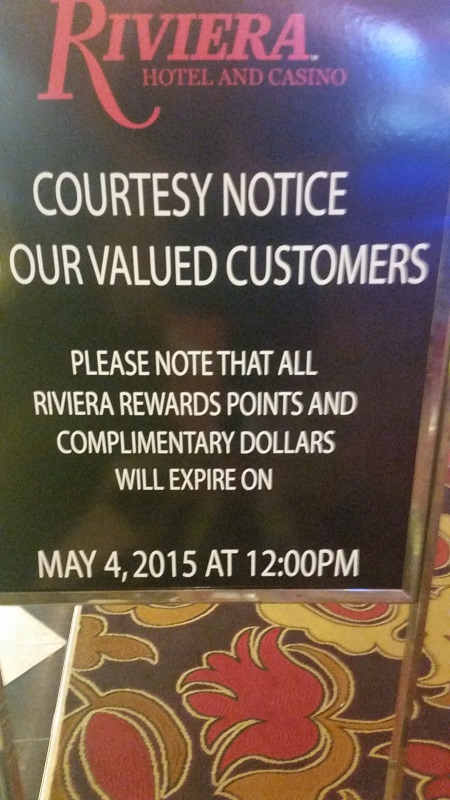 RIVIERA
HOTEL AND CASINO
COURTESY NOTICE
OUR VALUED CUSTOMERS
PLEASE NOTE THAT ALL
RIVIERA REWARDS POINTS AND
COMPLIMENTARY DOLLARS
WILL EXPIRE ON
MAY 4, 2015 AT 12:00PM